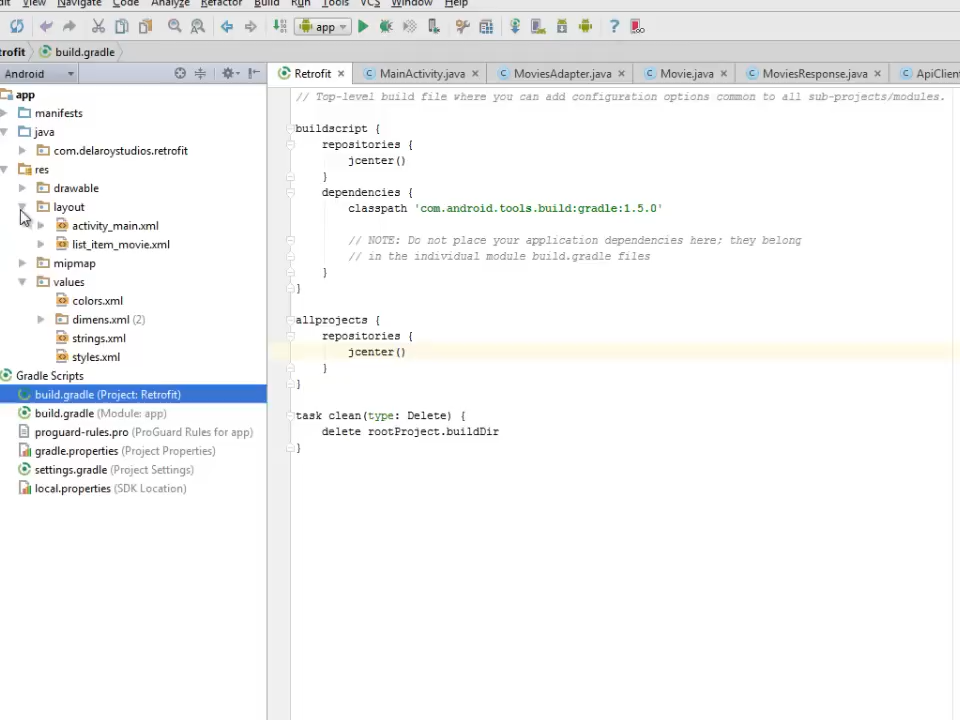 View Navigate Code Analyze Refactor Build Run Tools VCS Window Help
app
build.gradle
Android
Retrofit MainActivity.java MoviesAdapter.java Movie.java MoviesResponse.java
app
manifests
java
com.delaroystudios.retrofit
res
drawable
layout
activity_main.xml
list_item_movie.xml
mipmap
values
colors.xml
dimens.xml (2)
strings.xml
styles.xml
Gradle Scripts
build.gradle (Project: Retrofit)
build.gradle (Module: app)
proguard-rules.pro (ProGuard Rules for app)
gradle.properties (Project Properties)
settings.gradle (Project Settings)
local.properties (SDK Location)
// Top-level build file where you can add configuration options common to all sub-projects/modules.
buildscript {
repositories {
jcenter()
}
dependencies {
classpath 'com.android.tools.build:gradle:1.5.0'
// NOTE: Do not place your application dependencies here; they belong
// in the individual module build.gradle files
}
}
allprojects {
repositories {
jcenter()
}
}
task clean(type: Delete) {
delete rootProject.buildDir
}